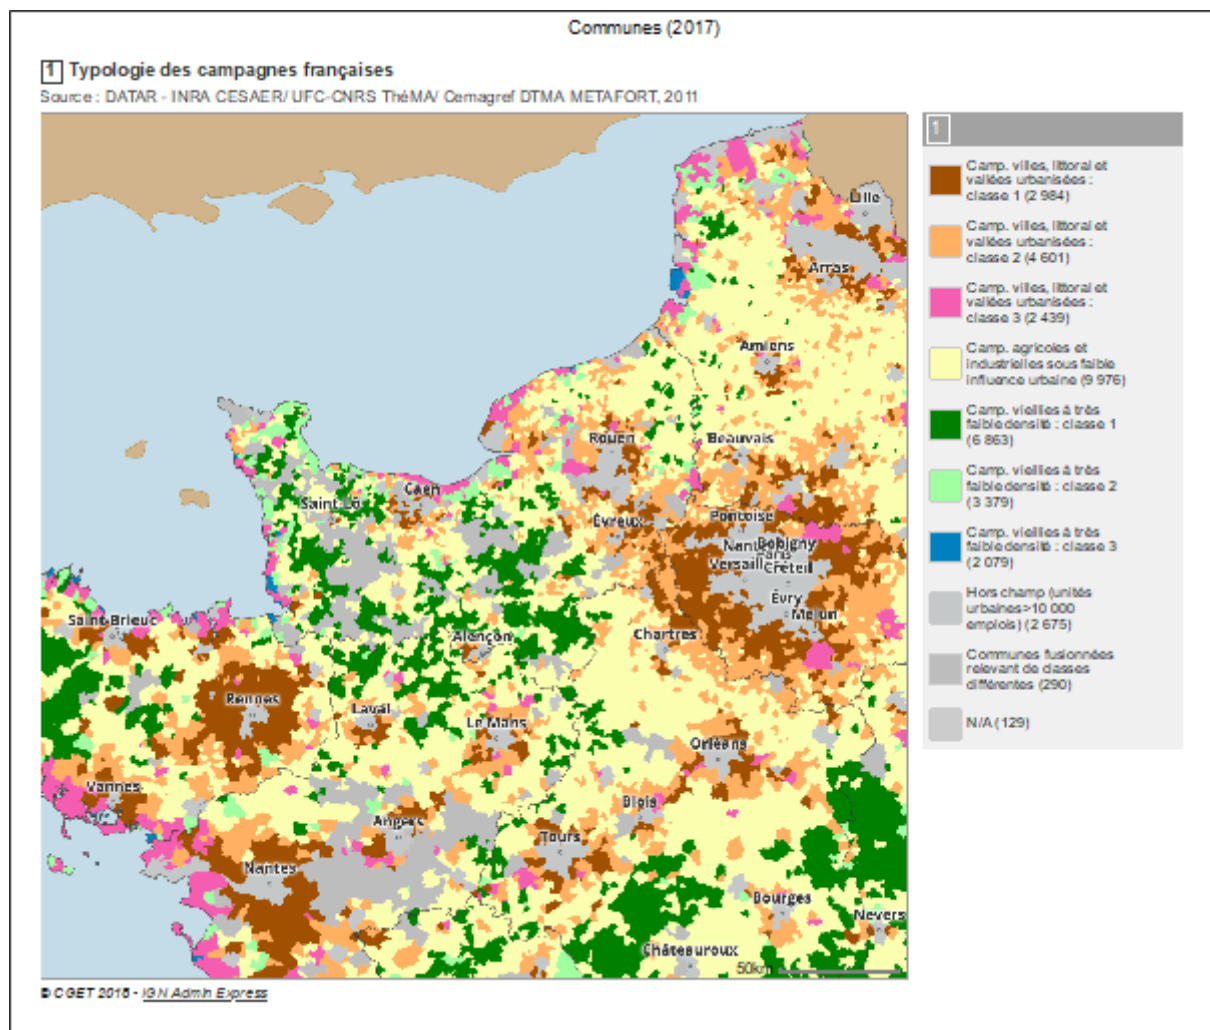 Communes (2017)
1 Typologie des campagnes françaises
Source : DATAR - INRA CESAER/ UFC-CNRS ThéMA/ Cemagref DTMA METAFORT, 2011
1
Camp. villes, littoral et
vallées urbanisées :
classe 1 (2 984)
Camp. villes, littoral et
vallées urbanisées :
classe 2 (4 601)
Camp. villes, littoral et
vallées urbanisées :
classe 3 (2 439)
Camp. agricoles et
industrielles sous faible
influence urbaine (9 976)
Camp. vieilles à très
faible densité : classe 1
(6 863)
Camp. vieilles à très
faible densité : classe 2
(3 379)
Camp. vieilles à très
faible densité : classe 3
(2 079)
Hors champ (unités
urbaines>10 000
emplois) (2 675)
Communes fusionnées
relevant de classes
différentes (290)
N/A (129)
Lille
Arras
Amiens
Rouen
Beauvais
Caen
Saint-Lô
Évreux
Pontoise
Bobigny
Paris
Versaill
Créteil
Évry
Melun
Saint-Brieuc
Alençon
Chartres
Rennes
Laval
Le Mans
Orléans
Vannes
Blois
Angers
Tours
Nantes
Bourges
Nevers
Châteauroux
50km
© CGET 2018 - IGN Admin Express